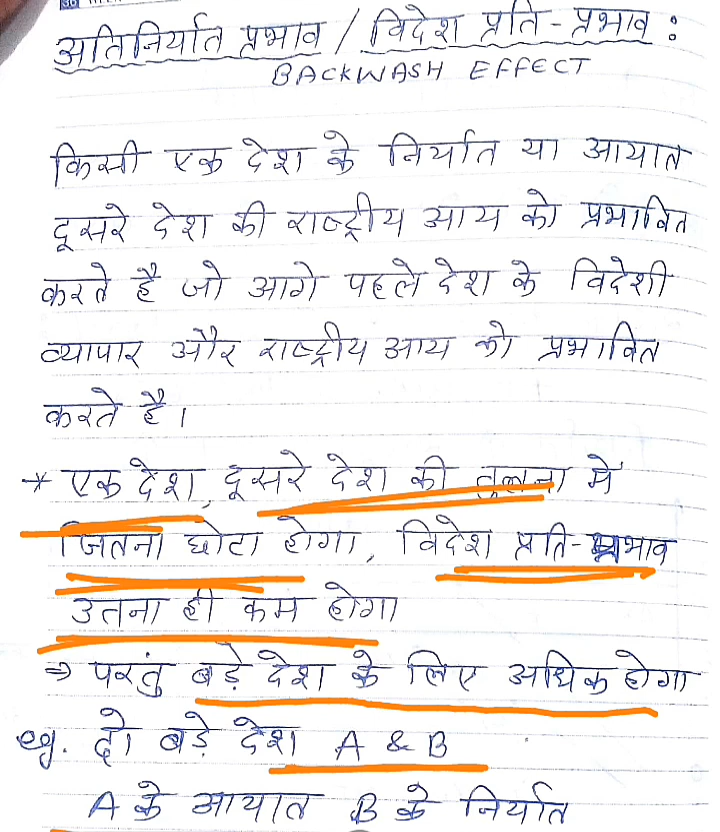 अतिनिर्यात प्रभाव / विदेश प्रति-प्रभाव :
BACKWASH EFFECT
किसी एक देश के निर्यात या आयात
दूसरे देश की राष्ट्रीय आय को प्रभावित
करते है जो आगे पहले देश के विदेशी
व्यापार और राष्ट्रीय आय को प्रभावित
करते है।
* एक देश, दूसरे देश की तुलना में
जितना छोटा होगा, विदेश प्रति-प्रभाव
उतना ही कम होगा
⇒ परंतु बड़े देश के लिए अधिक होगा
eg. दो बड़े देश A & B
A के आयात B के निर्यात